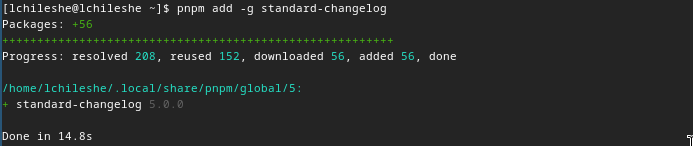 [lchileshe@lchileshe ~]$ pnpm add -g standard-changelog
Packages: +56
++++++++++++++++++++++++++++++++++++++++++++++++++++++++
Progress: resolved 208, reused 152, downloaded 56, added 56, done
/home/lchileshe/.local/share/pnpm/global/5:
+ standard-changelog 5.0.0
Done in 14.8s